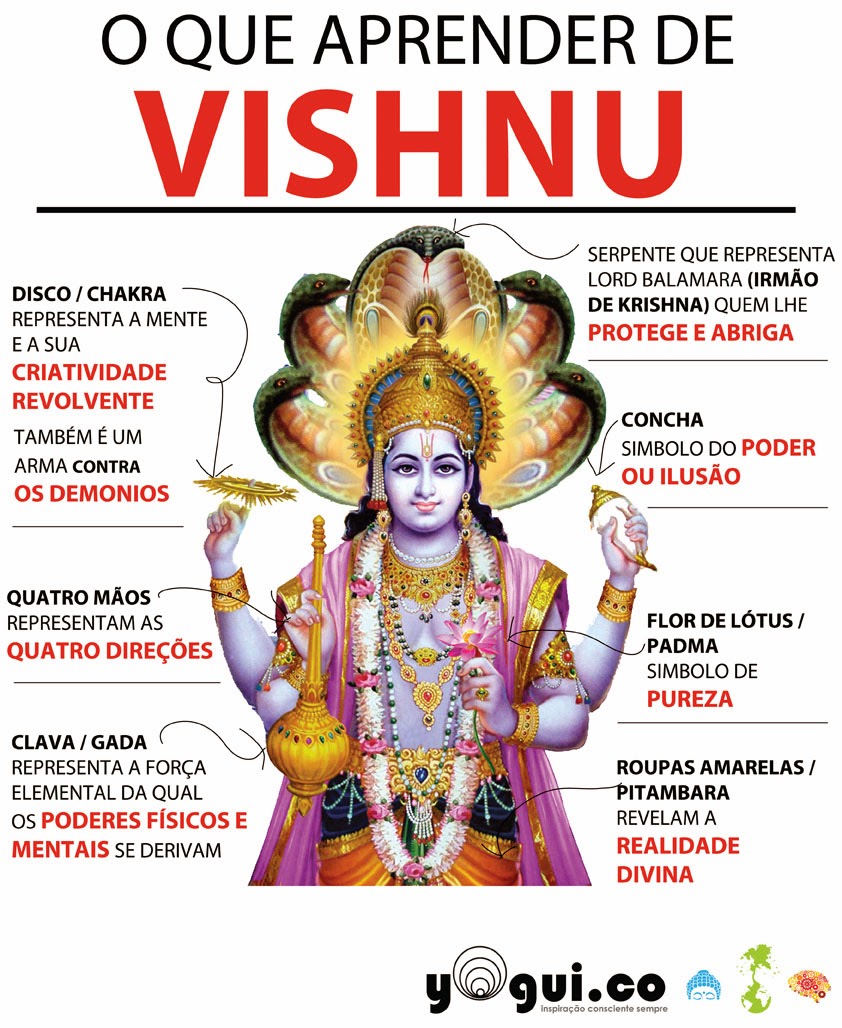 O QUE APRENDER DE
VISHNU
DISCO / CHAKRA
REPRESENTA A MENTE
E A SUA
CRIATIVIDADE
REVOLVENTE
TAMBÉM É UM
ARMA CONTRA
OS DEMONIOS
QUATRO MÃOS
REPRESENTAM AS
QUATRO DIREÇÕES
CLAVA / GADA
REPRESENTA A FORÇA
ELEMENTAL DA QUAL
OS PODERES FÍSICOS E
MENTAIS SE DERIVAM
SERPENTE QUE REPRESENTA
LORD BALAMARA (IRMÃO
DE KRISHNA) QUEM LHE
PROTEGE E ABRIGA
CONCHA
SIMBOLO DO PODER
OU ILUSÃO
FLOR DE LÓTUS /
PADMA
SIMBOLO DE
PUREZA
ROUPAS AMARELAS /
PITAMBARA
REVELAM A
REALIDADE
DIVINA
yogui.co
inspiração consciente sempre